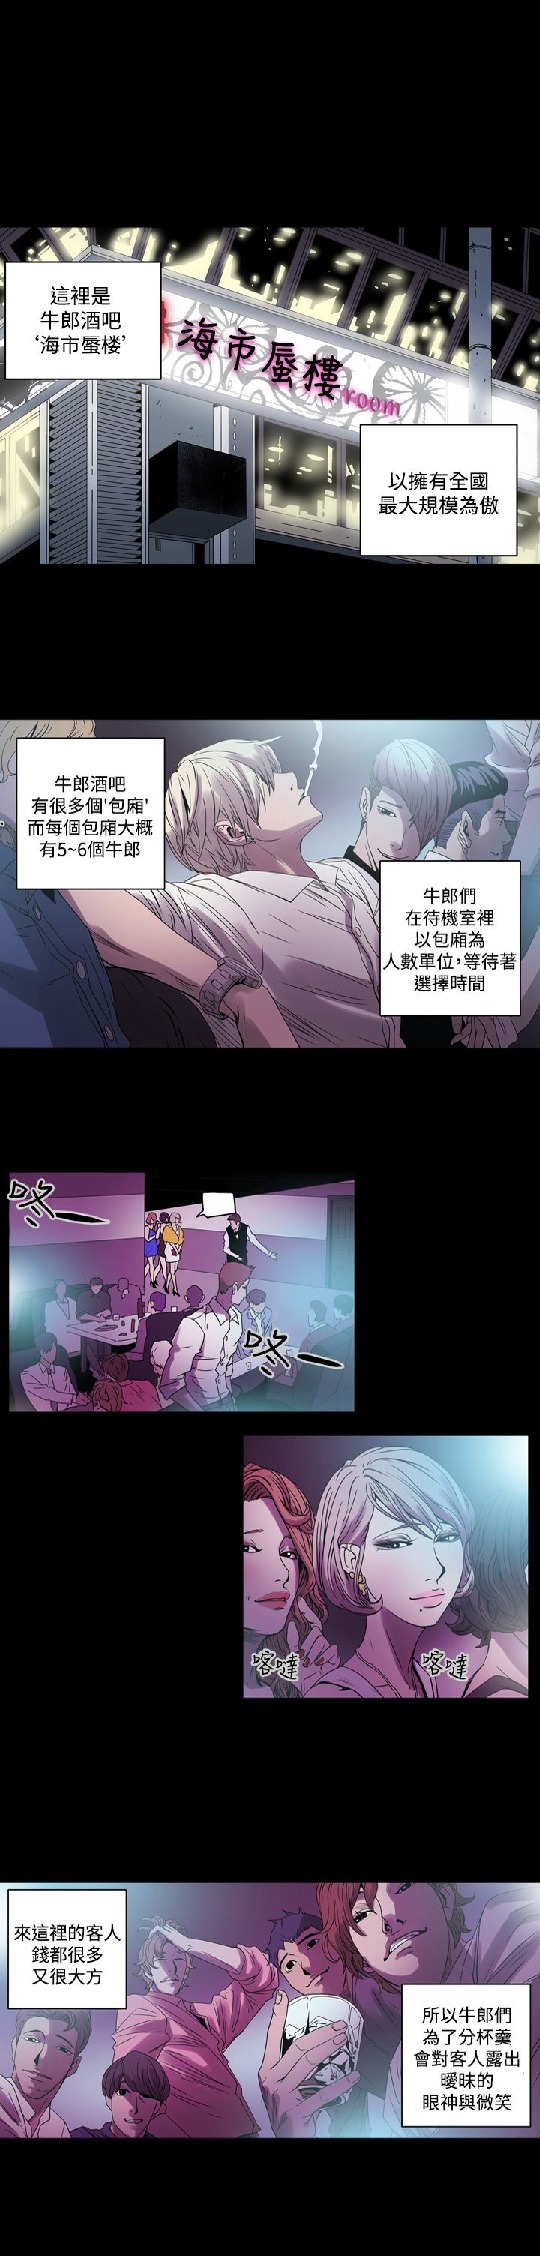 這裡是
牛郎酒吧
‘海市蜃楼’
海市蜃樓room
以擁有全國
最大規模為傲
牛郎酒吧
有很多個'包廂'
而每個包廂大概
有5~6個牛郎
牛郎們
在待機室裡
以包廂為
人數單位，等待著
選擇時間
咚—
咚—
喀噠
喀噠
來這裡的客人
錢都很多
又很大方
所以牛郎們
為了分杯羹
會對客人露出
曖昧的
眼神與微笑